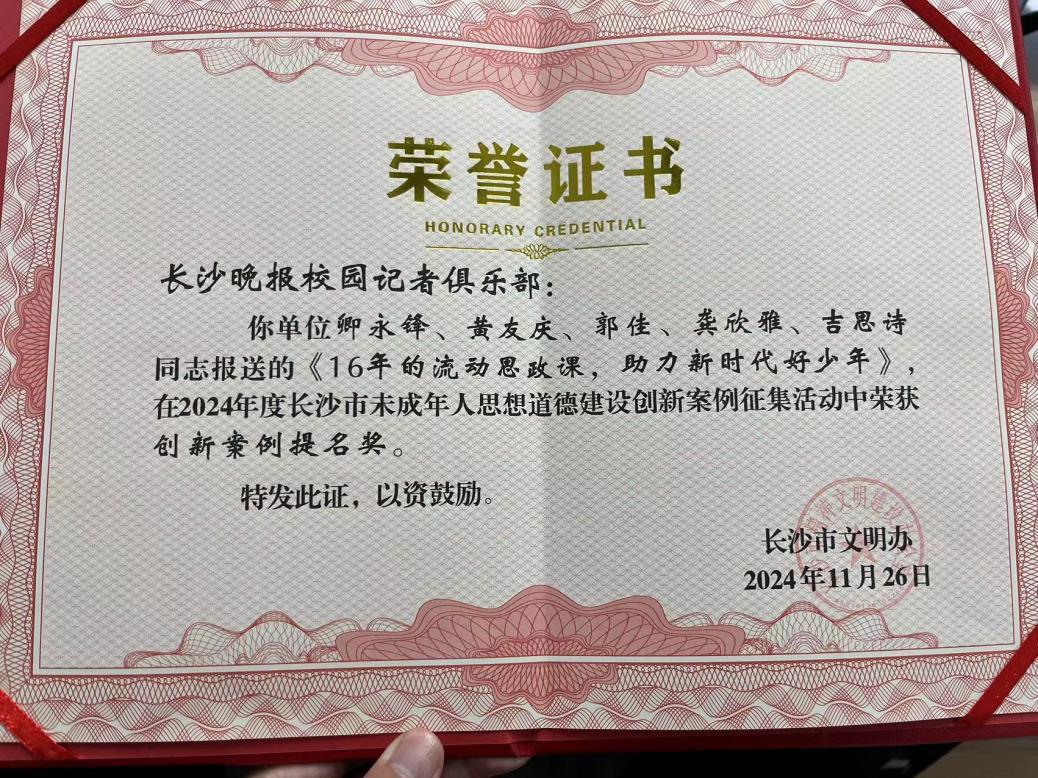 荣誉证书
HONORARY CREDENTIAL
长沙晚报校园记者俱乐部：
你单位卿永锋、黄友庆、郭佳、龚欣雅、吉思诗
同志报送的《16年的流动思政课，助力新时代好少年》，
在2024年度长沙市未成年人思想道德建设创新案例征集活动中荣获
创新案例提名奖。
特发此证，以资鼓励。
长沙市文明办
2024年11月26日